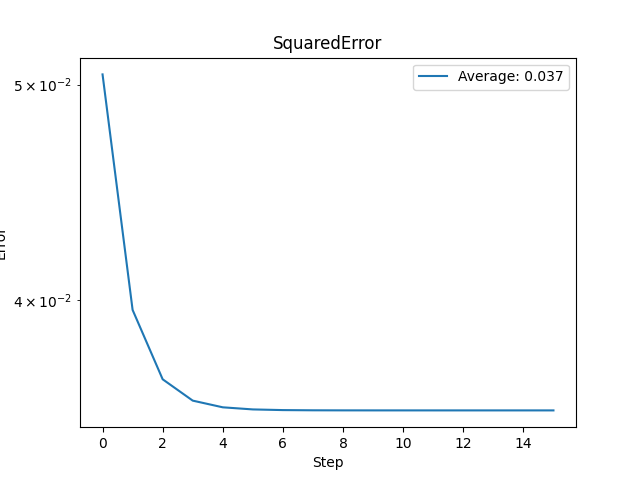 SquaredError
Average: 0.037
5 × 10⁻²
4 × 10⁻²
Error
0 2 4 6 8 10 12 14
Step